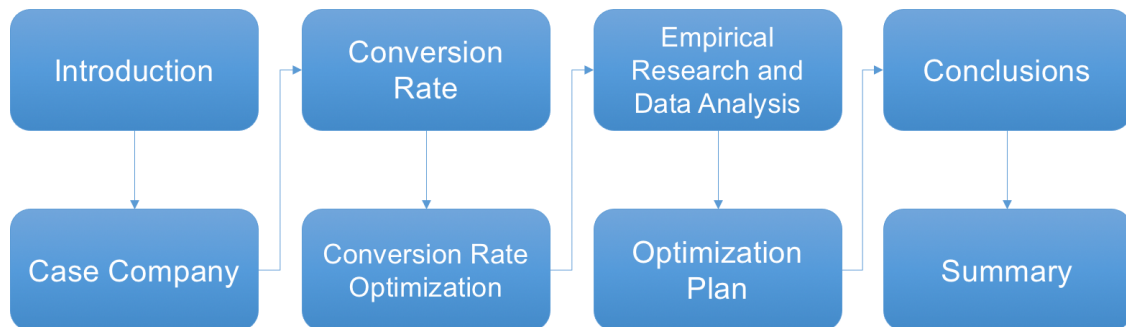 Introduction
Case Company
Conversion
Rate
Conversion Rate
Optimization
Empirical
Research and
Data Analysis
Optimization
Plan
Conclusions
Summary